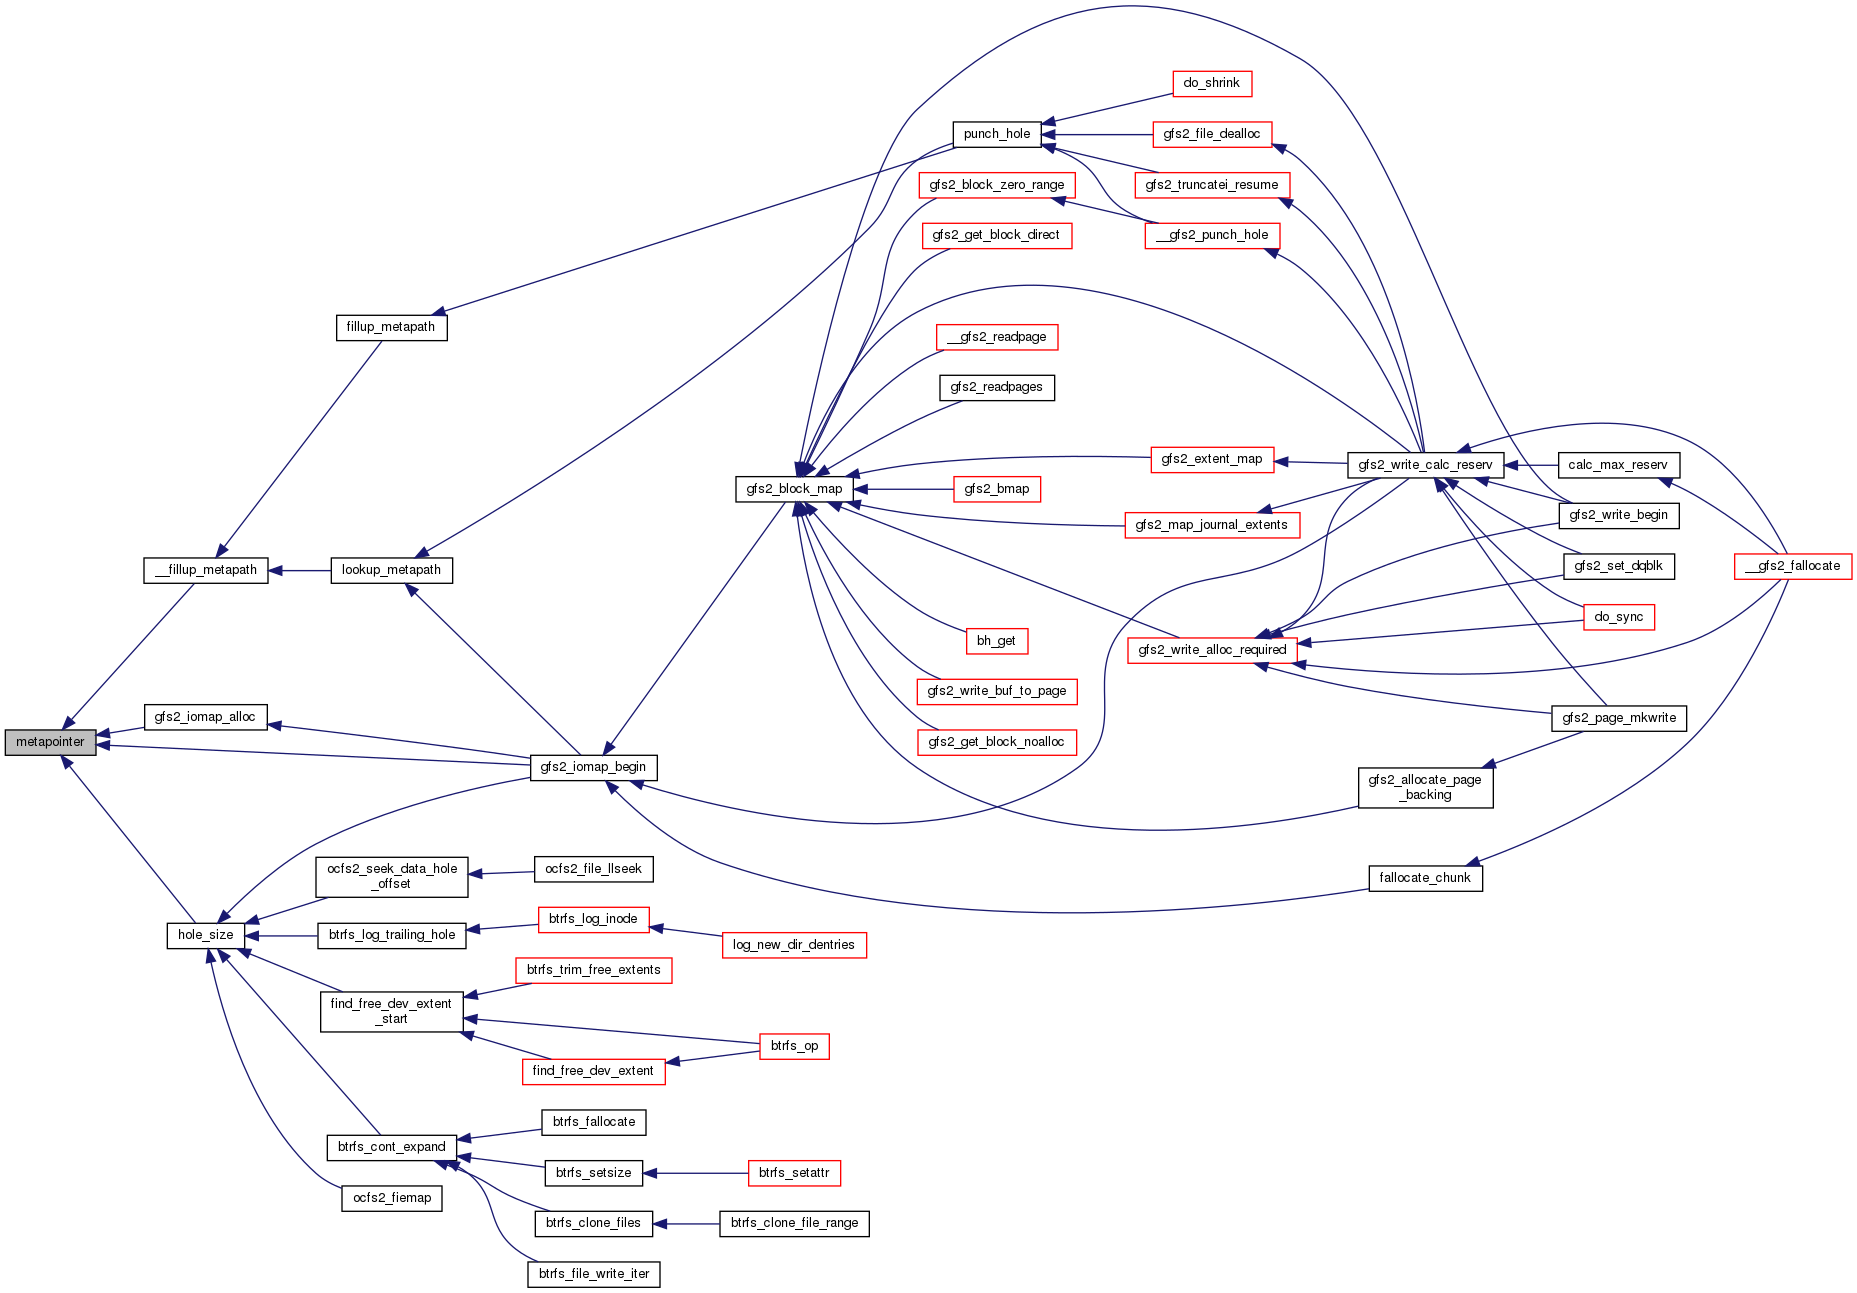 do_shrink
punch_hole
gfs2_file_dealloc
gfs2_block_zero_range
gfs2_truncatei_resume
gfs2_get_block_direct
__gfs2_punch_hole
fillup_metapath
__gfs2_readpage
gfs2_readpages
gfs2_extent_map
gfs2_write_calc_reserv
calc_max_reserv
gfs2_block_map
gfs2_bmap
gfs2_map_journal_extents
gfs2_write_begin
__fillup_metapath
lookup_metapath
gfs2_set_dqblk
__gfs2_fallocate
do_sync
bh_get
gfs2_write_alloc_required
gfs2_write_buf_to_page
gfs2_iomap_alloc
gfs2_page_mkwrite
metapointer
gfs2_get_block_noalloc
gfs2_iomap_begin
gfs2_allocate_page
_backing
ocfs2_seek_data_hole
_offset
ocfs2_file_llseek
fallocate_chunk
hole_size
btrfs_log_trailing_hole
btrfs_log_inode
log_new_dir_dentries
btrfs_trim_free_extents
find_free_dev_extent
_start
btrfs_op
find_free_dev_extent
btrfs_fallocate
btrfs_cont_expand
btrfs_setsize
btrfs_setattr
ocfs2_fiemap
btrfs_clone_files
btrfs_clone_file_range
btrfs_file_write_iter